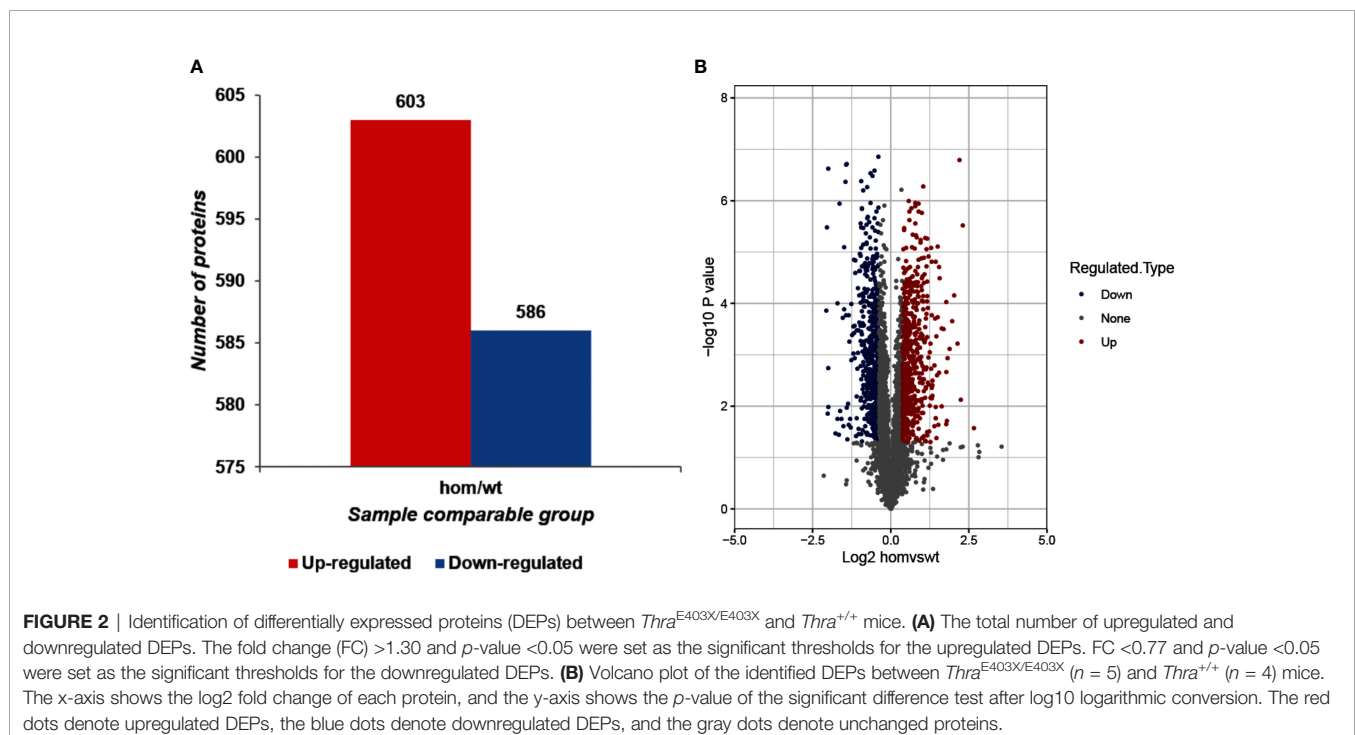 A
605
600
595
590
585
580
575
Number of proteins
603
586
hom/wt
Sample comparable group
Up-regulated Down-regulated
B
8
6
4
2
0
−log10 P value
−5.0 −2.5 0.0 2.5 5.0
Log2 homvswt
Regulated.Type
Down
None
Up
FIGURE 2 | Identification of differentially expressed proteins (DEPs) between Thra^E403X/E403X and Thra^+/+ mice. (A) The total number of upregulated and
downregulated DEPs. The fold change (FC) >1.30 and p-value <0.05 were set as the significant thresholds for the upregulated DEPs. FC <0.77 and p-value <0.05
were set as the significant thresholds for the downregulated DEPs. (B) Volcano plot of the identified DEPs between Thra^E403X/E403X (n = 5) and Thra^+/+ (n = 4) mice.
The x-axis shows the log2 fold change of each protein, and the y-axis shows the p-value of the significant difference test after log10 logarithmic conversion. The red
dots denote upregulated DEPs, the blue dots denote downregulated DEPs, and the gray dots denote unchanged proteins.